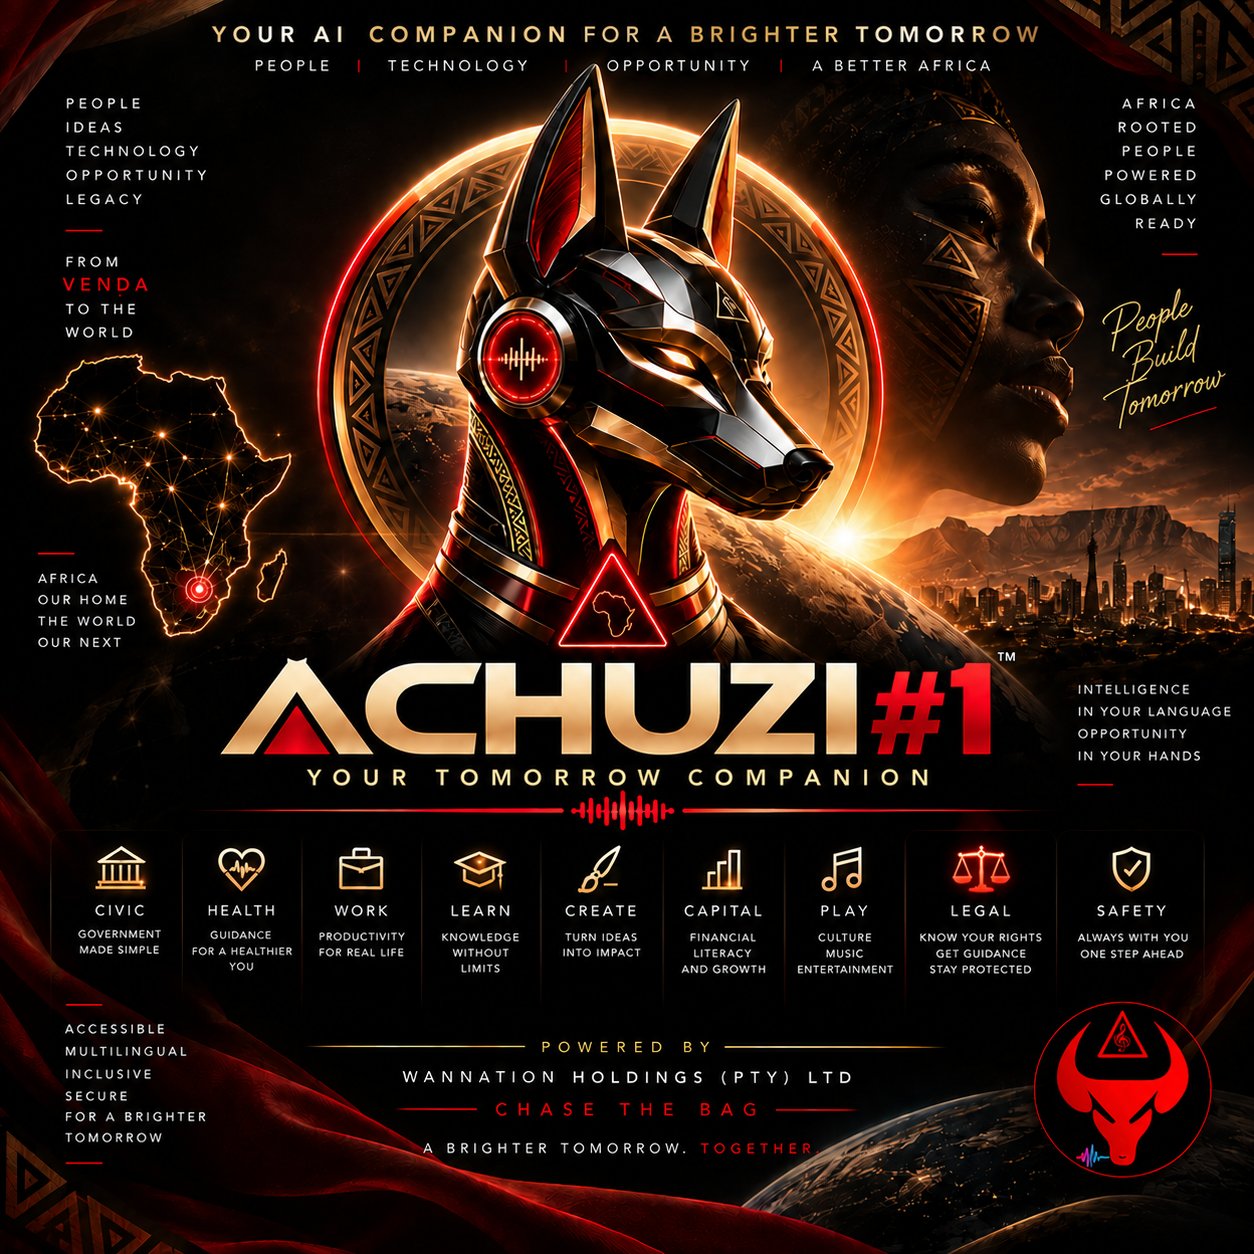 YOUR AI COMPANION FOR A BRIGHTER TOMORROW
PEOPLE | TECHNOLOGY | OPPORTUNITY | A BETTER AFRICA
PEOPLE
IDEAS
TECHNOLOGY
OPPORTUNITY
LEGACY
FROM
VENDA
TO THE
WORLD
AFRICA
OUR HOME
THE WORLD
OUR NEXT
AFRICA
ROOTED
PEOPLE
POWERED
GLOBALLY
READY
People
Build
Tomorrow
ACHUZI #1 ™
YOUR TOMORROW COMPANION
INTELLIGENCE
IN YOUR LANGUAGE
OPPORTUNITY
IN YOUR HANDS
CIVIC
GOVERNMENT
MADE SIMPLE
HEALTH
GUIDANCE
FOR A HEALTHIER
YOU
WORK
PRODUCTIVITY
FOR REAL LIFE
LEARN
KNOWLEDGE
WITHOUT
LIMITS
CREATE
TURN IDEAS
INTO IMPACT
CAPITAL
FINANCIAL
LITERACY
AND GROWTH
PLAY
CULTURE
MUSIC
ENTERTAINMENT
LEGAL
KNOW YOUR RIGHTS
GET GUIDANCE
STAY PROTECTED
SAFETY
ALWAYS WITH YOU
ONE STEP AHEAD
ACCESSIBLE
MULTILINGUAL
INCLUSIVE
SECURE
FOR A BRIGHTER
TOMORROW
POWERED BY
WANNATION HOLDINGS (PTY) LTD
CHASE THE BAG
A BRIGHTER TOMORROW. TOGETHER.